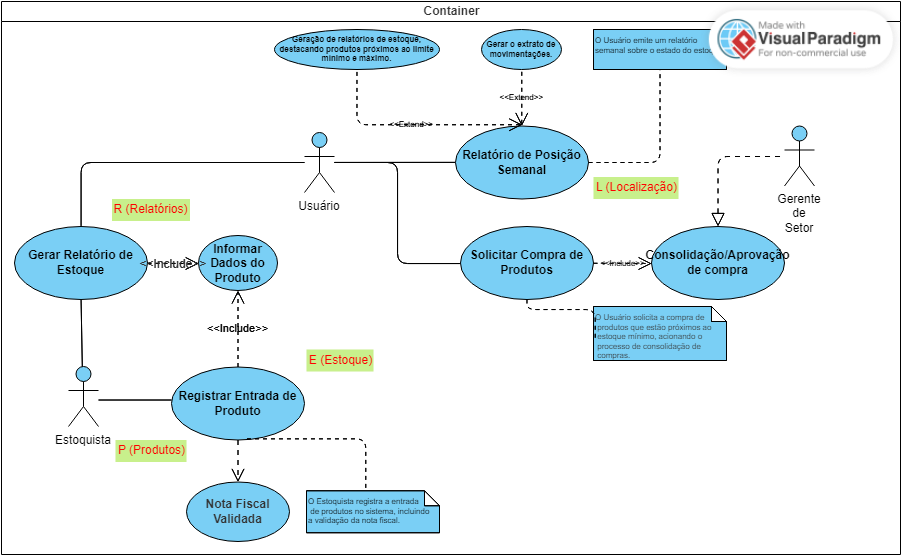 Container
Made with
VisualParadigm
For non-commercial use
Geração de relatórios de estoque,
destacando produtos próximos ao limite
mínimo e máximo.
Gerar o extrato de
movimentações.
O Usuário emite um relatório
semanal sobre o estado do
<<Extend>>
<<Extend>>
Relatório de Posição
Semanal
Usuário
L (Localização)
Gerente
de
Setor
R (Relatórios)
Gerar Relatório de
Estoque
<<Include>>
Informar
Dados do
Produto
Solicitar Compra de
Produtos
<<Include>>
Consolidação/Aprovação
de compra
<<Include>>
O Usuário solicita a compra de
produtos que estão próximos ao
estoque mínimo, acionando o
processo de consolidação de
compras.
E (Estoque)
Registrar Entrada de
Produto
Estoquista
P (Produtos)
Nota Fiscal
Validada
O Estoquista registra a entrada
de produtos no sistema, incluindo
a validação da nota fiscal.